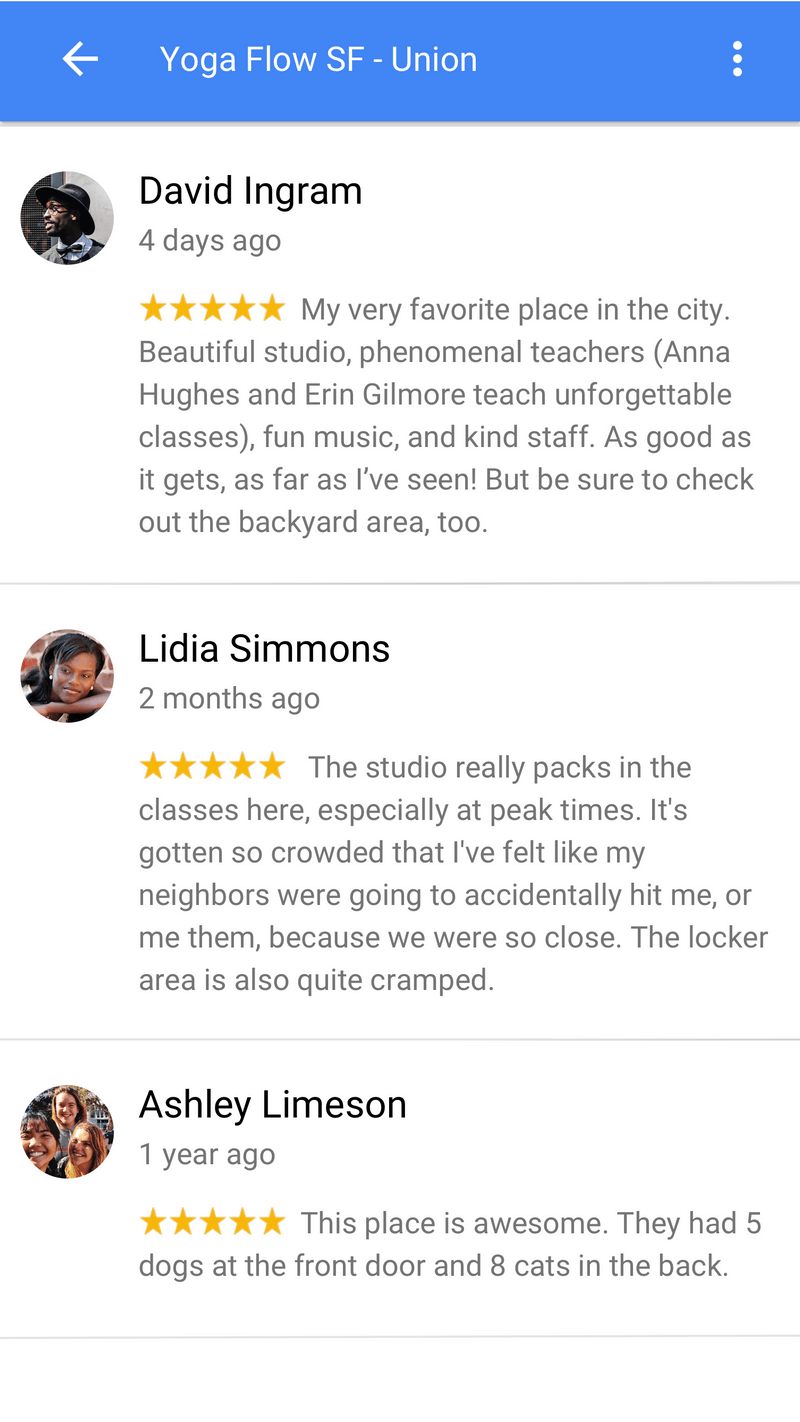 Yoga Flow SF - Union
David Ingram
4 days ago
My very favorite place in the city.
Beautiful studio, phenomenal teachers (Anna
Hughes and Erin Gilmore teach unforgettable
classes), fun music, and kind staff. As good as
it gets, as far as I’ve seen! But be sure to check
out the backyard area, too.
Lidia Simmons
2 months ago
The studio really packs in the
classes here, especially at peak times. It's
gotten so crowded that I've felt like my
neighbors were going to accidentally hit me, or
me them, because we were so close. The locker
area is also quite cramped.
Ashley Limeson
1 year ago
This place is awesome. They had 5
dogs at the front door and 8 cats in the back.